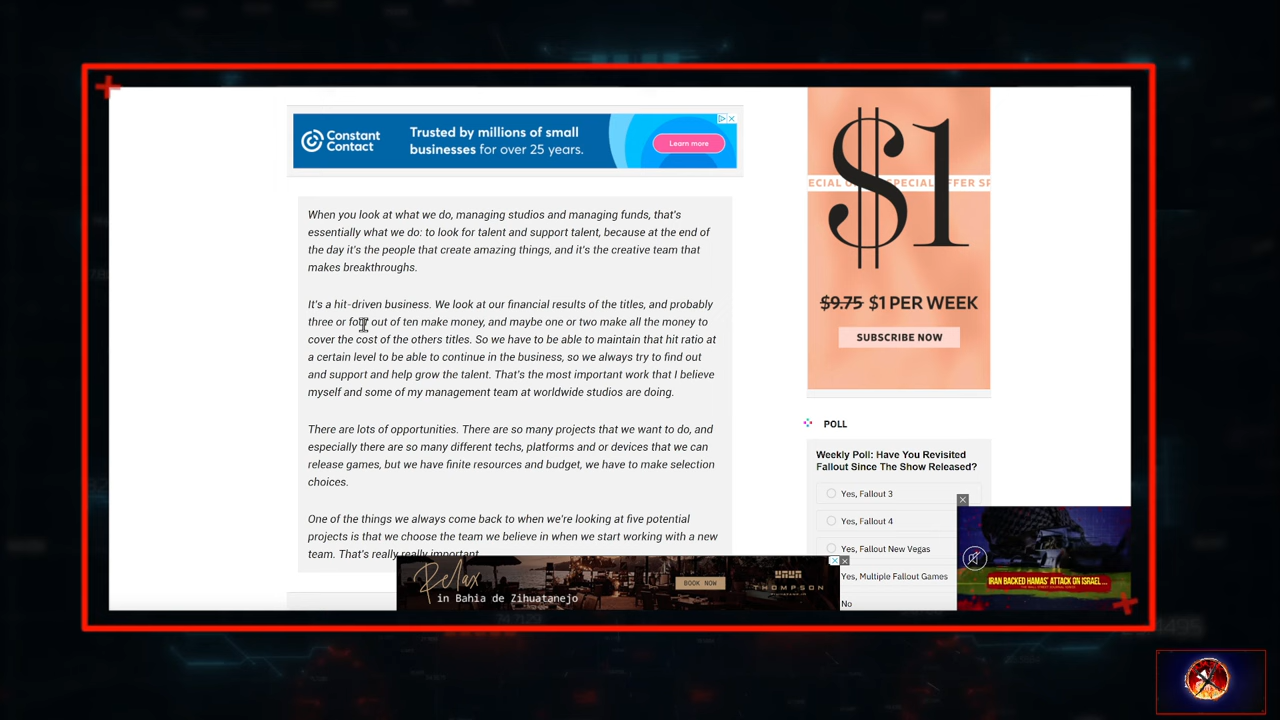 Constant
Contact
Trusted by millions of small
businesses for over 25 years.
Learn more
When you look at what we do, managing studios and managing funds, that's
essentially what we do: to look for talent and support talent, because at the end of
the day it's the people that create amazing things, and it's the creative team that
makes breakthroughs.
It's a hit-driven business. We look at our financial results of the titles, and probably
three or four out of ten make money, and maybe one or two make all the money to
cover the cost of the others titles. So we have to be able to maintain that hit ratio at
a certain level to be able to continue in the business, so we always try to find out
and support and help grow the talent. That's the most important work that I believe
myself and some of my management team at worldwide studios are doing.
There are lots of opportunities. There are so many projects that we want to do, and
especially there are so many different techs, platforms and or devices that we can
release games, but we have finite resources and budget, we have to make selection
choices.
One of the things we always come back to when we're looking at five potential
projects is that we choose the team we believe in when we start working with a new
team. That's really really important.
ECIAL O SPECIAL FFER SP
$1
$9.75 $1 PER WEEK
SUBSCRIBE NOW
POLL
Weekly Poll: Have You Revisited
Fallout Since The Show Released?
Yes, Fallout 3
Yes, Fallout 4
Yes, Fallout New Vegas
Yes, Multiple Fallout Games
No
Relax
in Bahia de Zihuatanejo
BOOK NOW
THOMPSON
IRAN BACKED HAMAS' ATTACK ON ISRAEL...